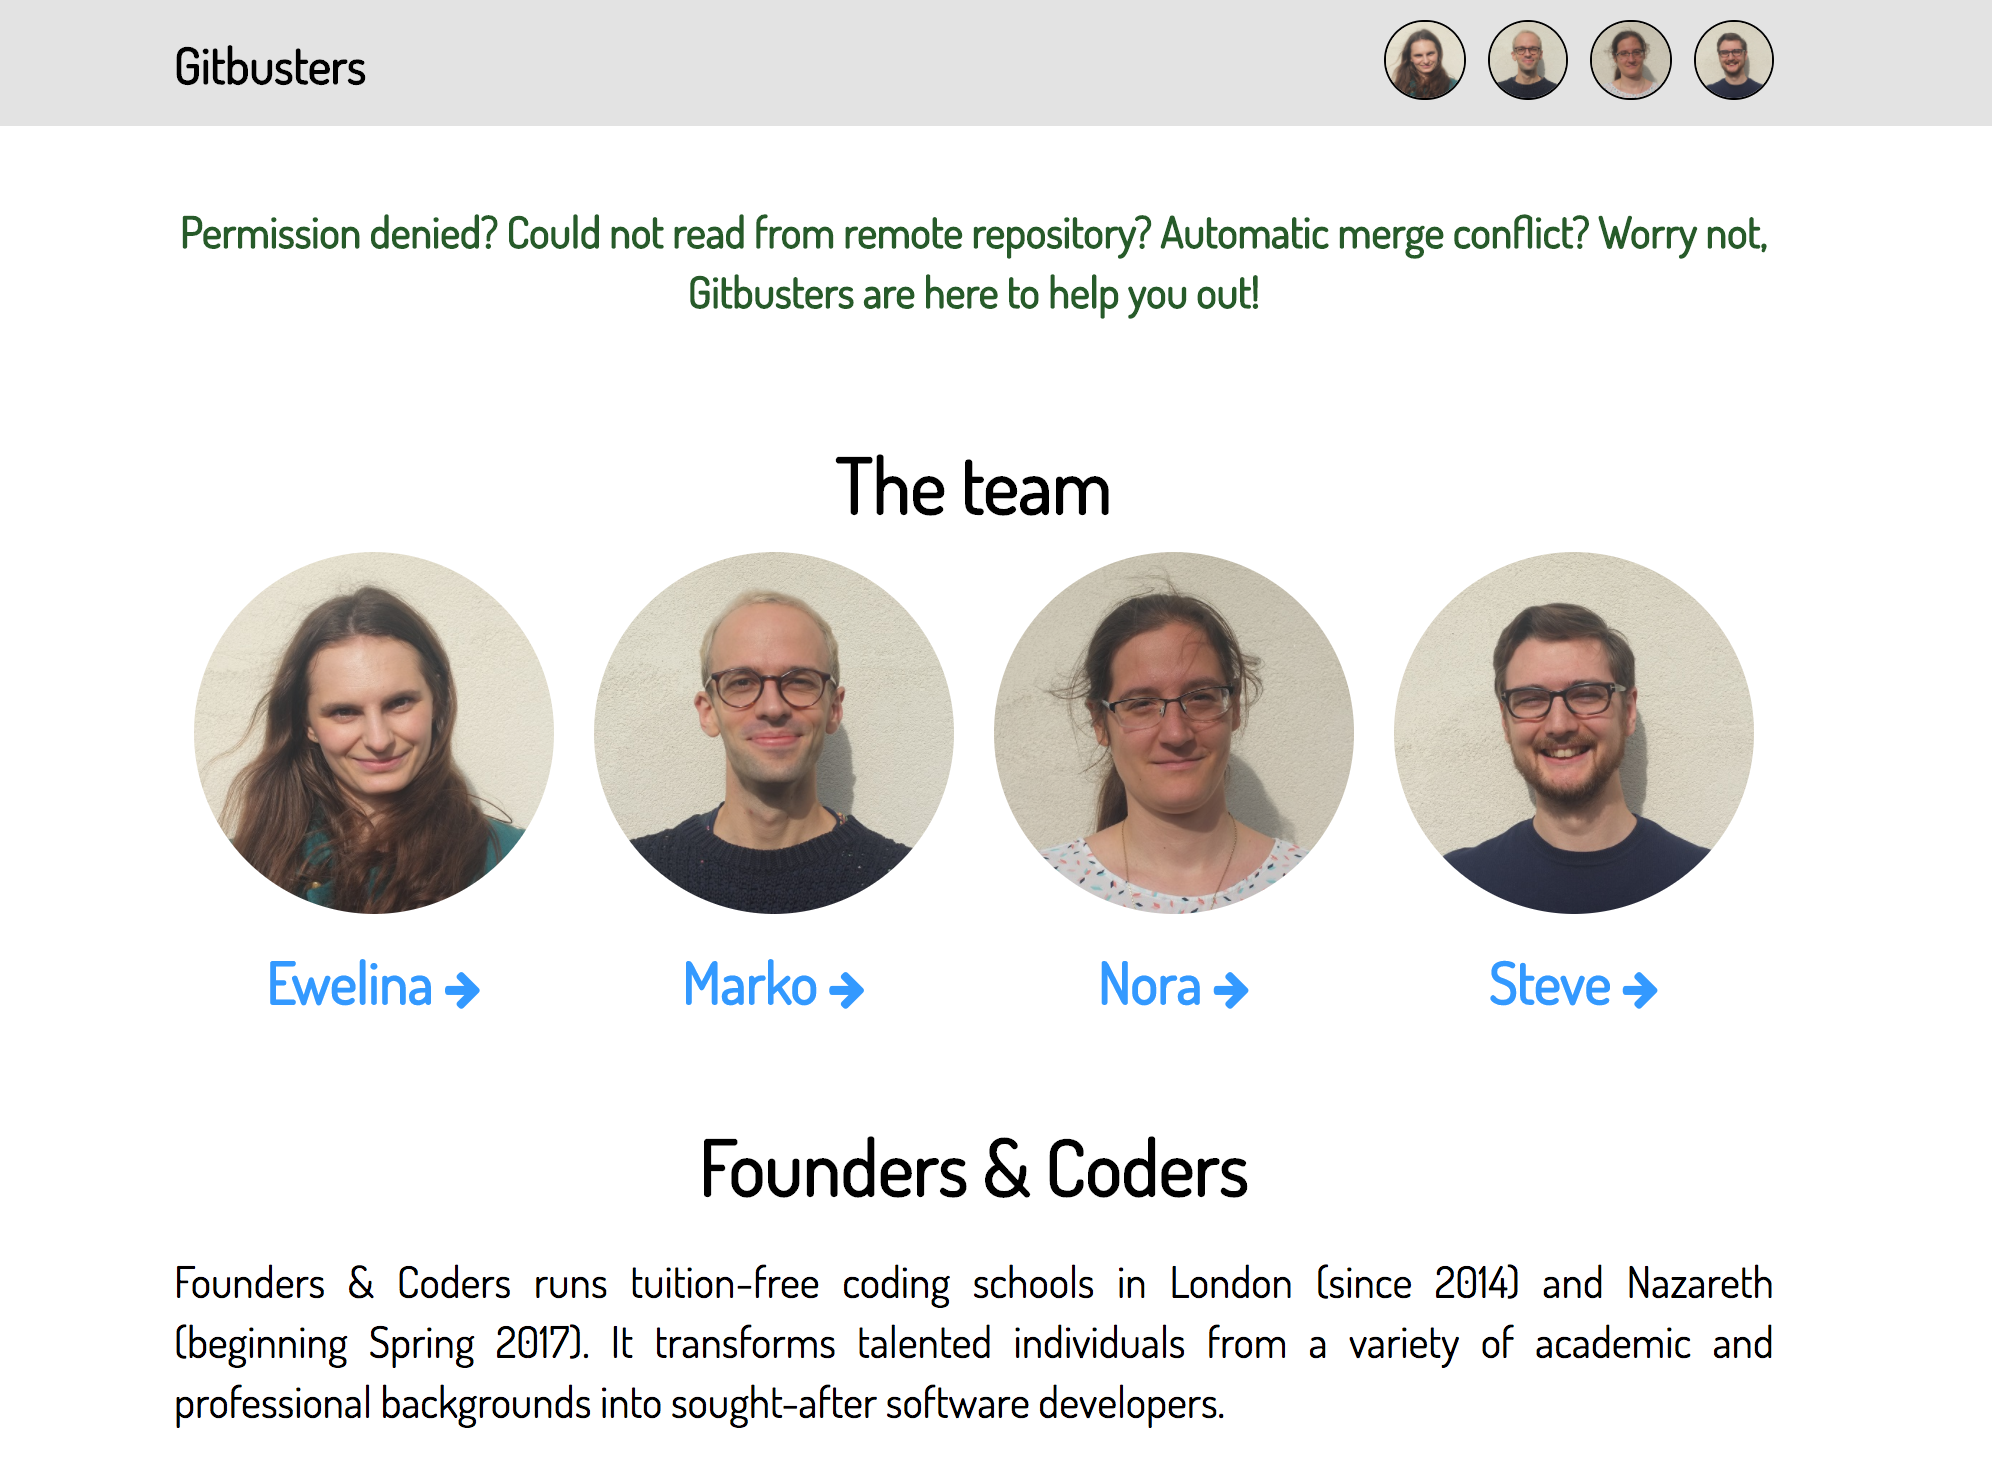 Gitbusters
Permission denied? Could not read from remote repository? Automatic merge conflict? Worry not,
Gitbusters are here to help you out!
The team
Ewelina
Marko
Nora
Steve
Founders & Coders
Founders & Coders runs tuition-free coding schools in London (since 2014) and Nazareth
(beginning Spring 2017). It transforms talented individuals from a variety of academic and
professional backgrounds into sought-after software developers.